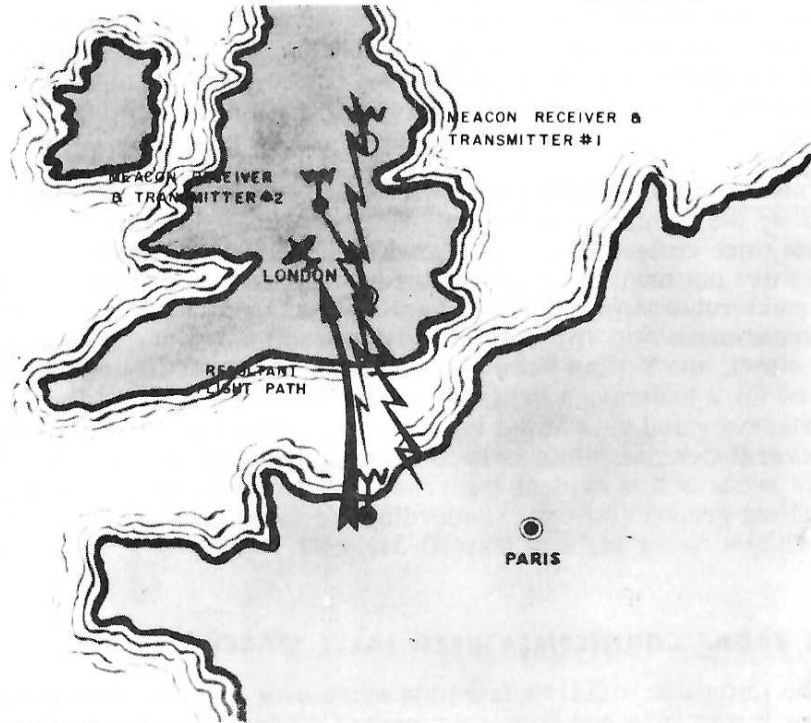 MEACON RECEIVER &
TRANSMITTER #1
MEACON RECEIVER
& TRANSMITTER #2
LONDON
RESULTANT
FLIGHT PATH
PARIS